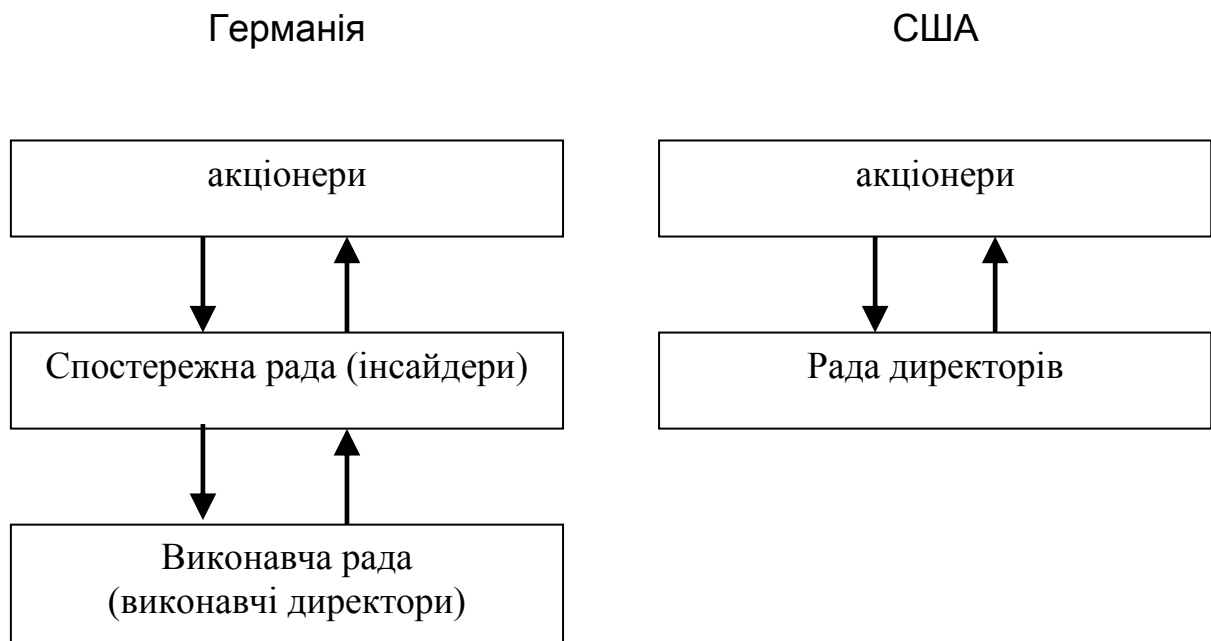 Германія
США
акціонери
акціонери
Спостережна рада (інсайдери)
Рада директорів
Виконавча рада
(виконавчі директори)